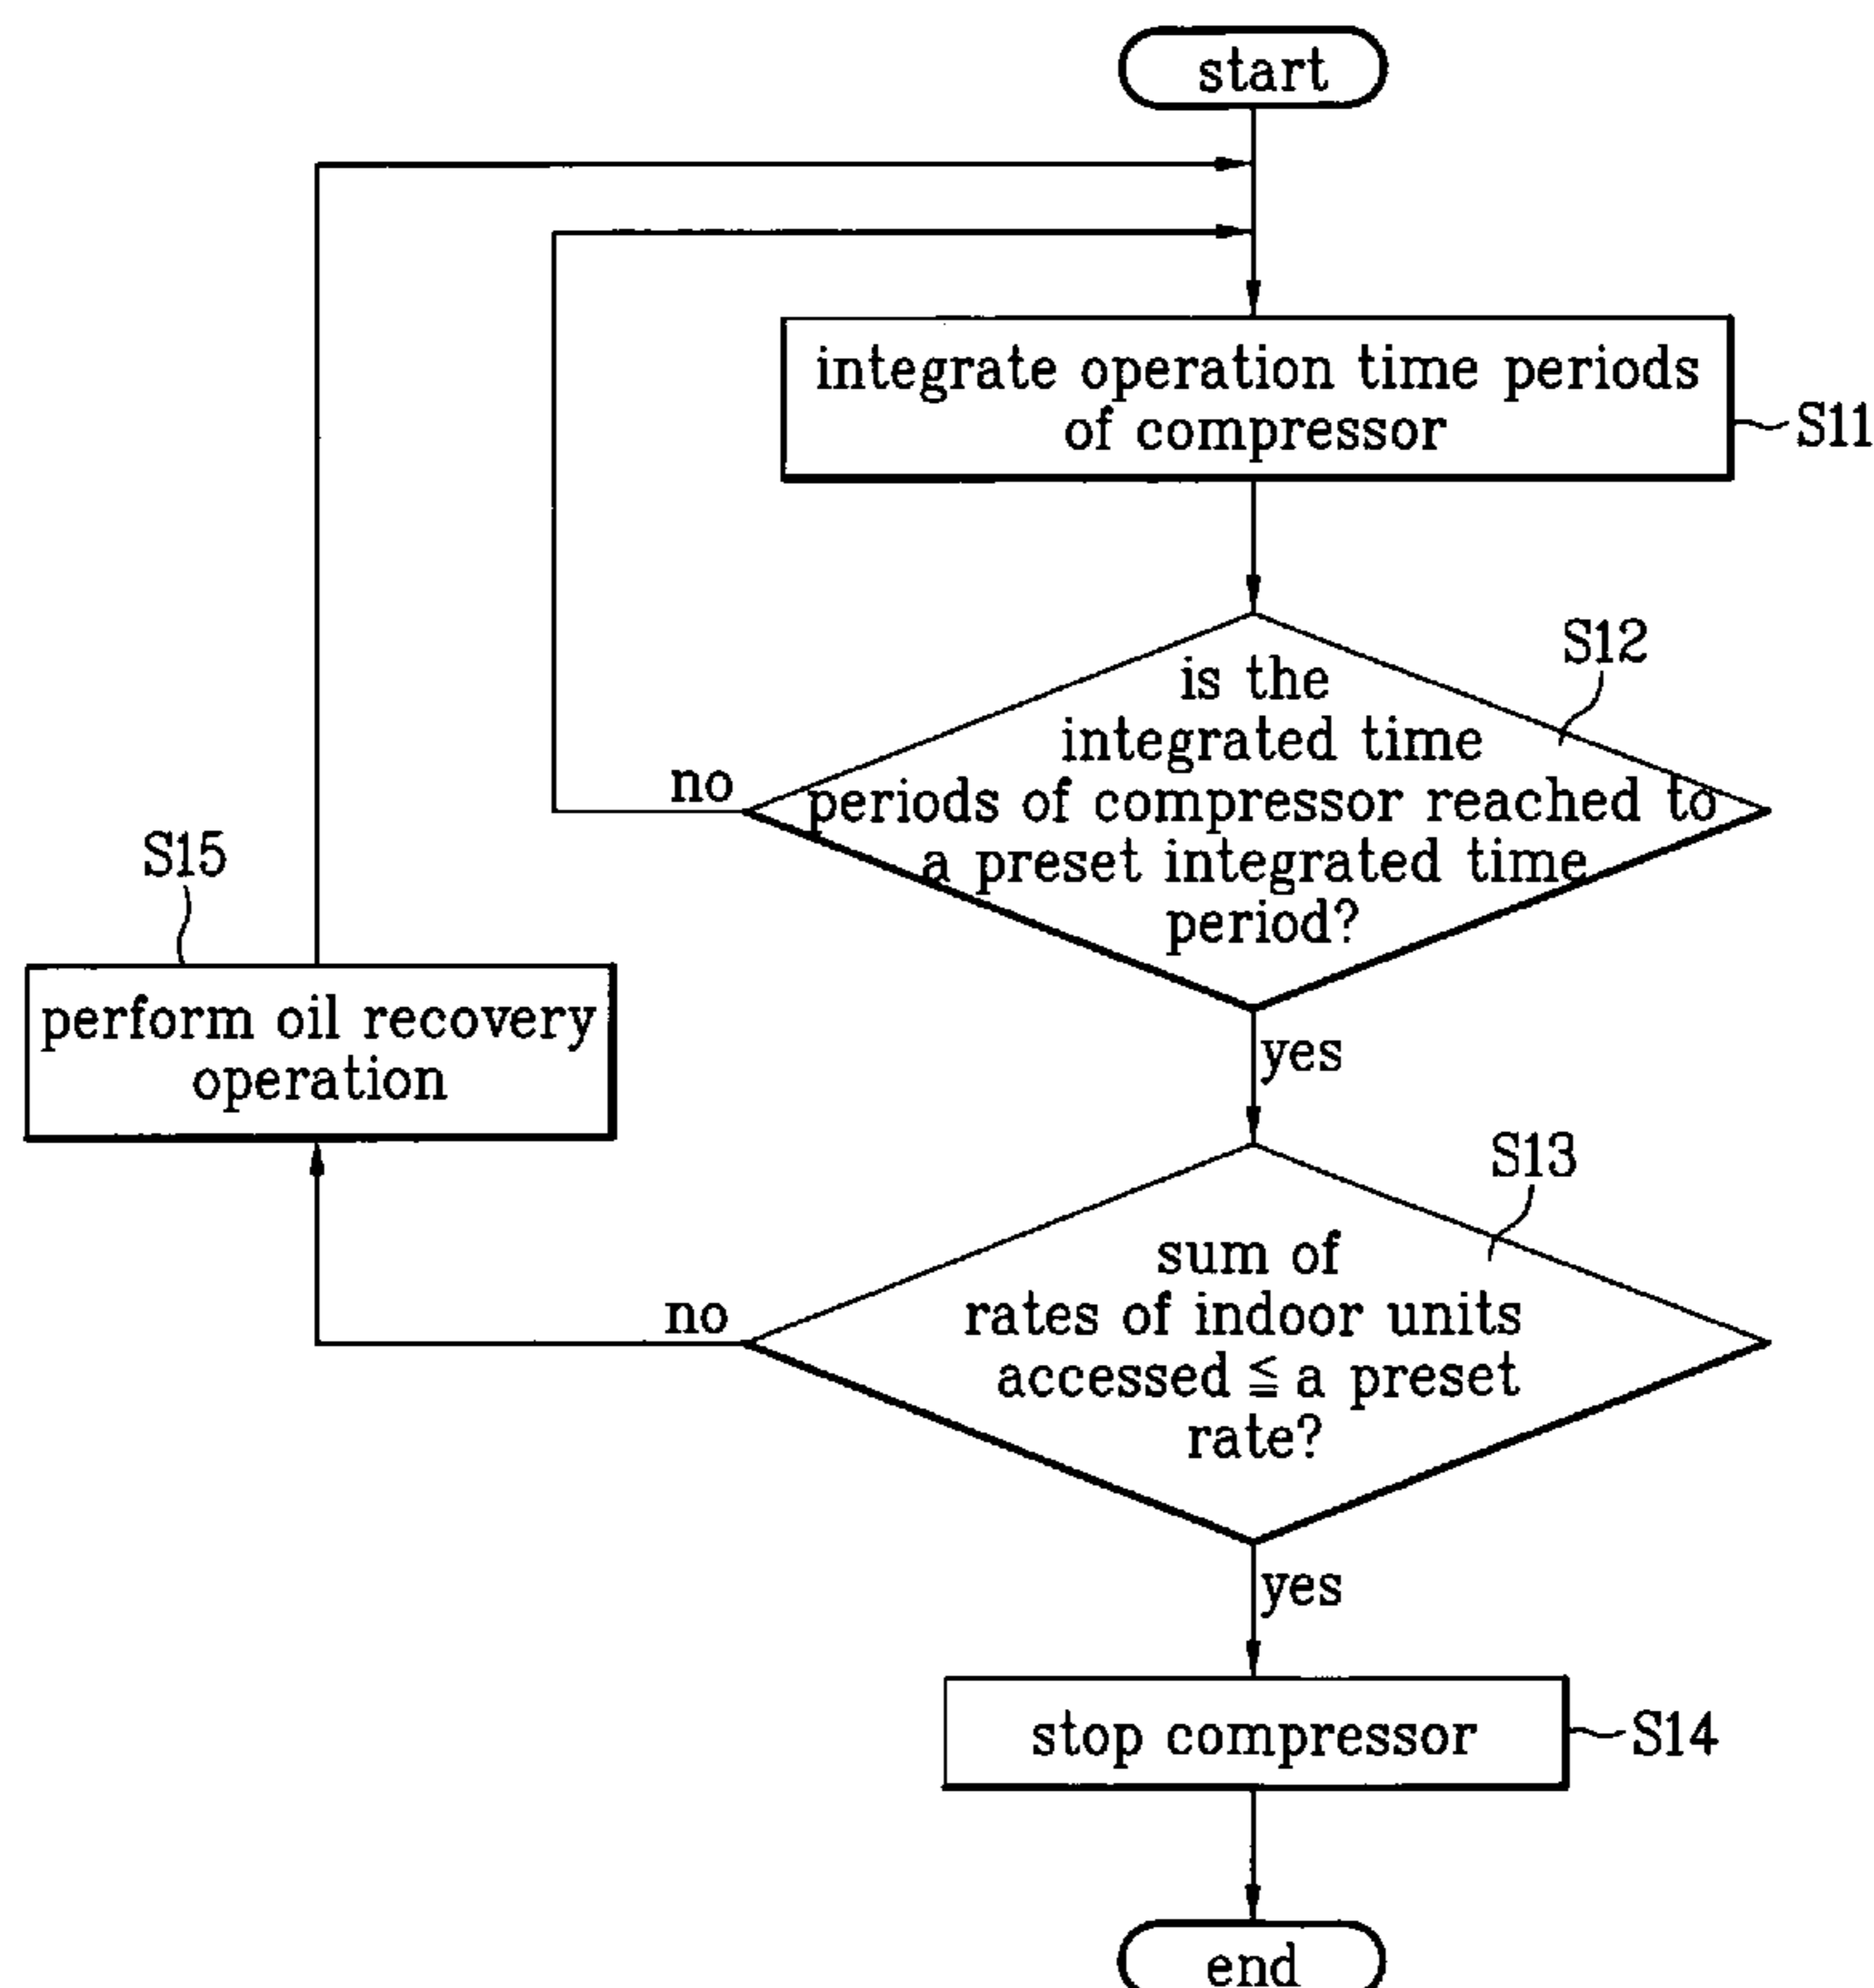 start
integrate operation time periods
of compressor
S11
S12
is the
integrated time
periods of compressor reached to
a preset integrated time
period?
no
yes
S15
perform oil recovery
operation
S13
sum of
rates of indoor units
accessed ≦ a preset
rate?
no
yes
stop compressor
S14
end